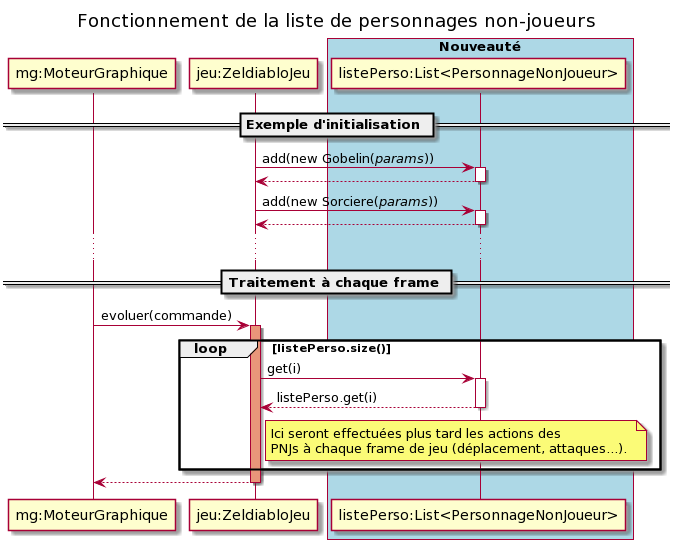 Fonctionnement de la liste de personnages non-joueurs
Nouveauté
mg:MoteurGraphique jeu:ZeldiabloJeu listePerso:List<PersonnageNonJoueur>
Exemple d'initialisation
add(new Gobelin(params))
add(new Sorciere(params))
Traitement à chaque frame
evoluer(commande)
loop [listePerso.size()]
get(i)
listePerso.get(i)
Ici seront effectuées plus tard les actions des
PNJs à chaque frame de jeu (déplacement, attaques...).
mg:MoteurGraphique jeu:ZeldiabloJeu listePerso:List<PersonnageNonJoueur>